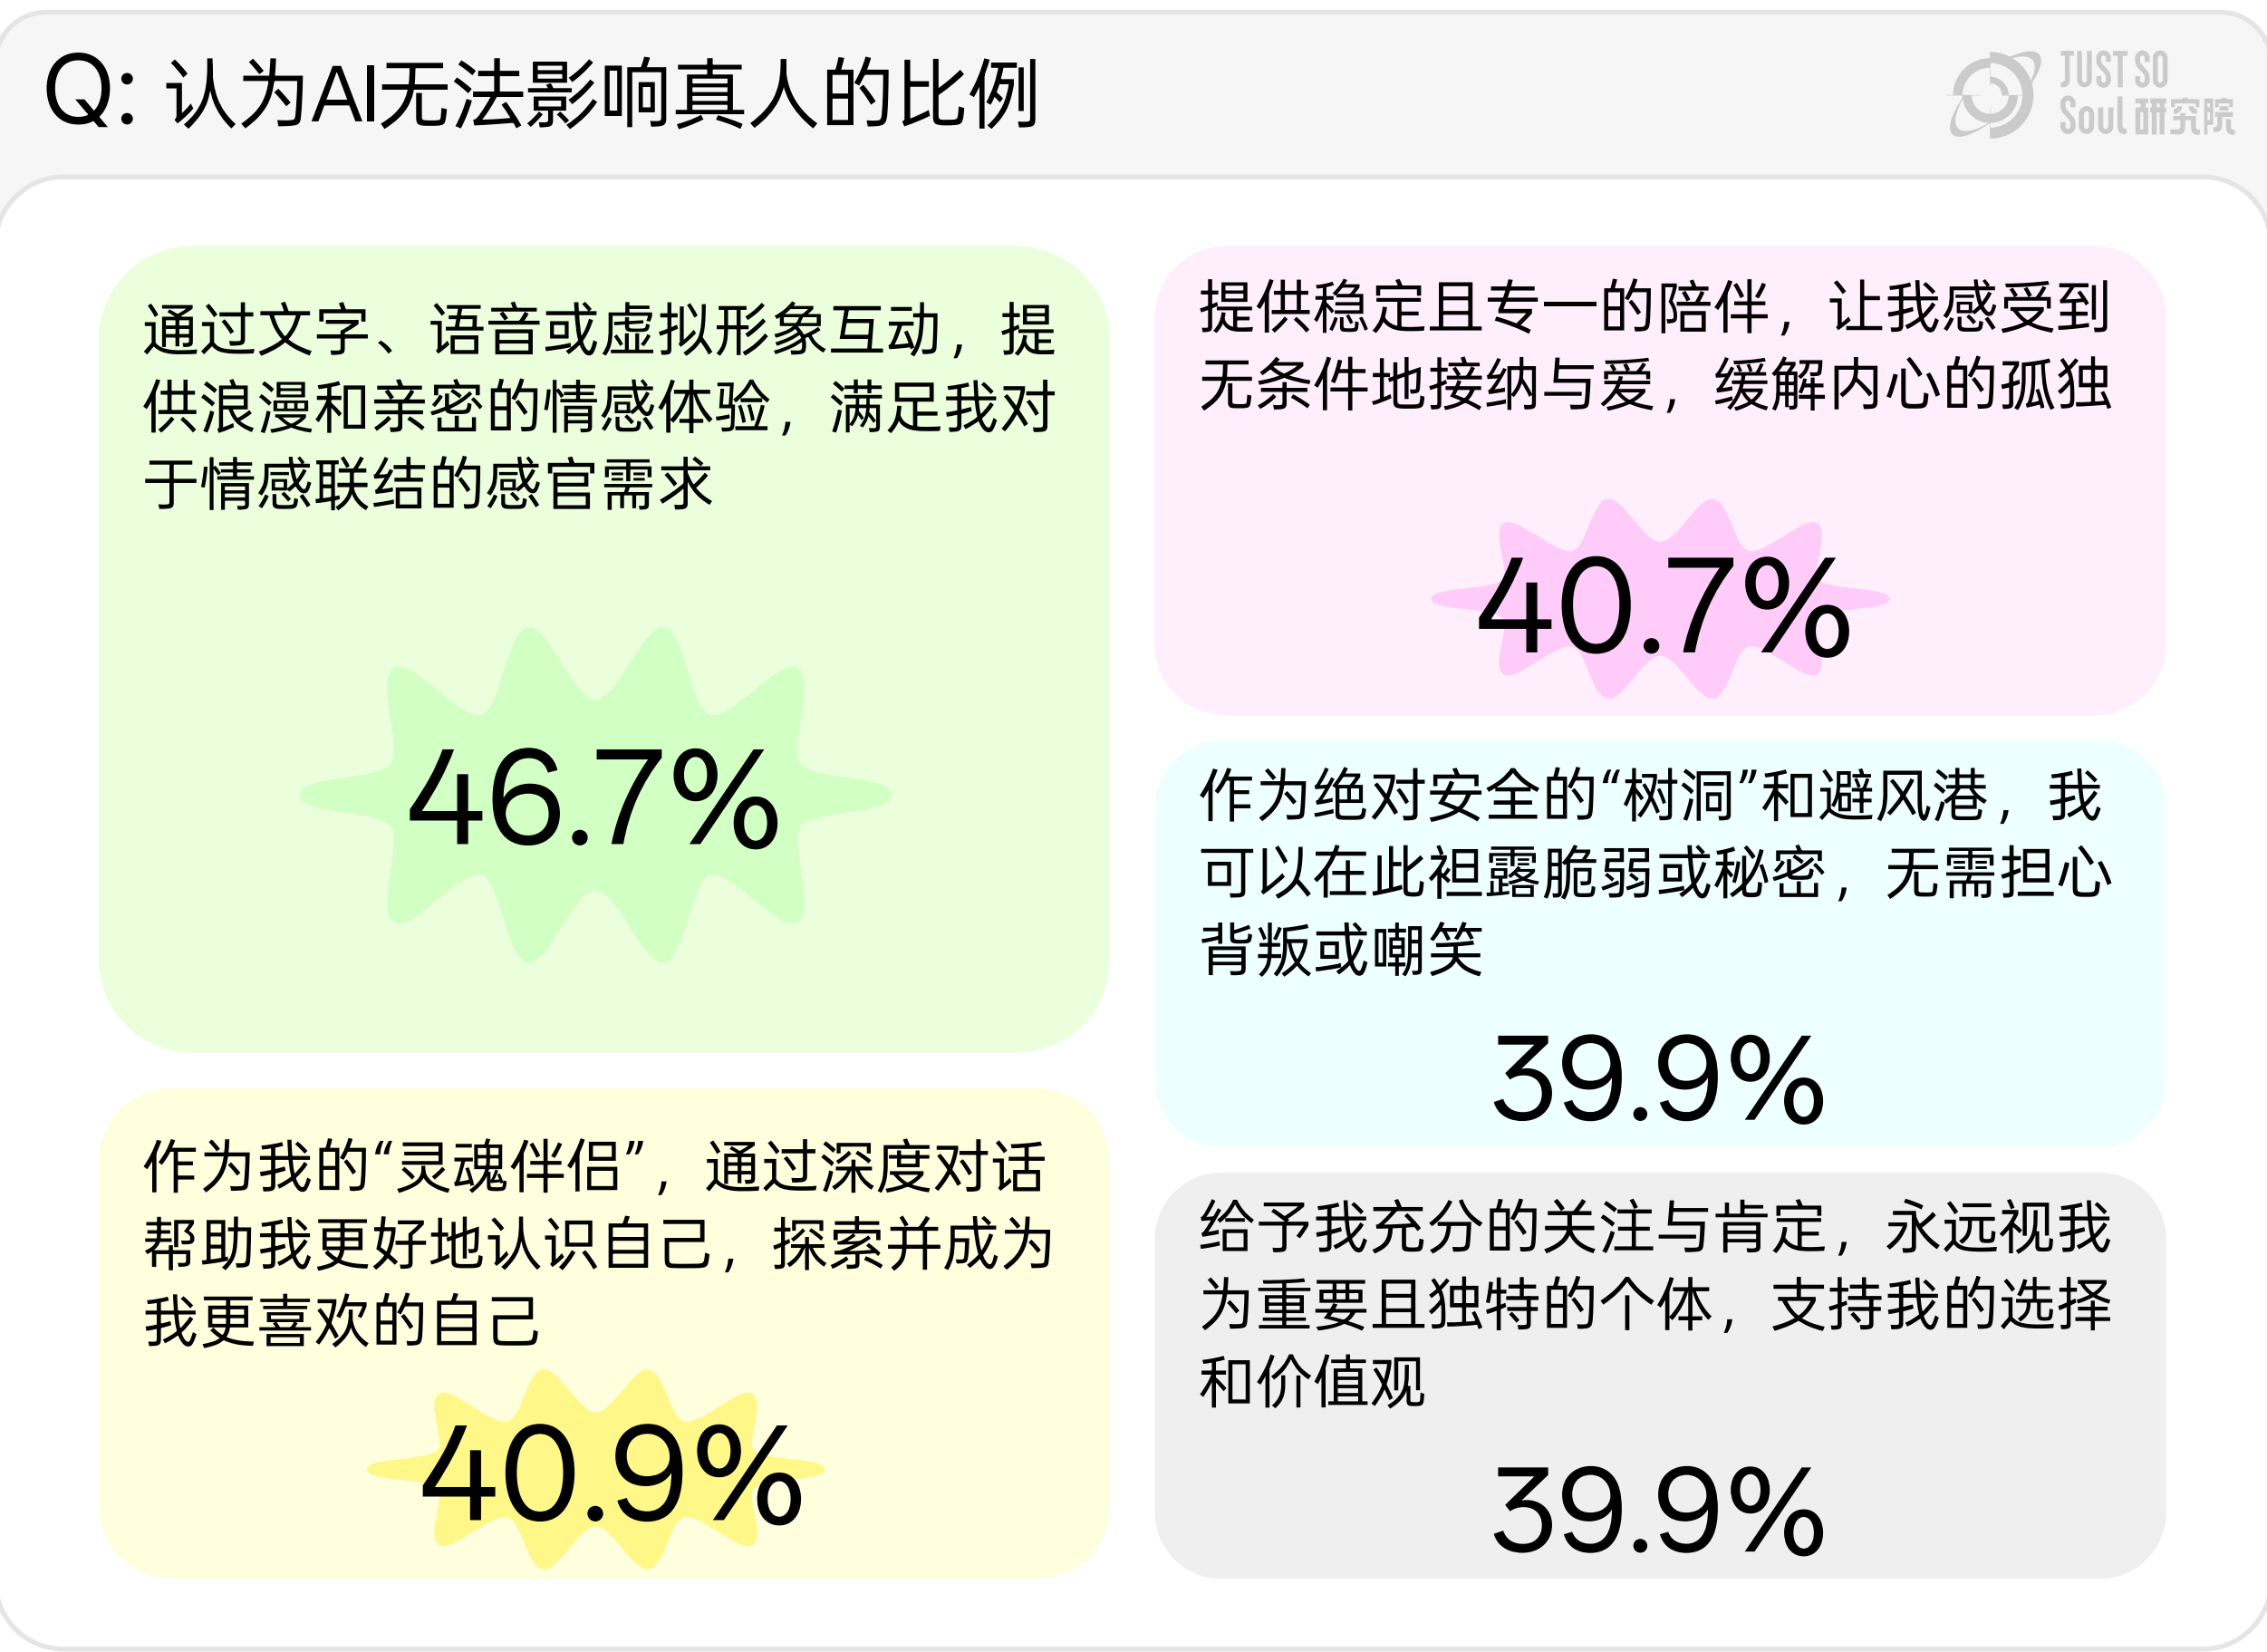 Q：认为AI无法影响真人的比例
JUST SO SOUL 即兴研究院
通过文字、语音或虚拟形象等互动，提
供浪漫和亲密的情感体验，满足我对
于情感联结的官能需求
46.7%
作为我的“灵魂伴侣”，通过深度对话
帮助我更好地认识自己，探索并成为
我更喜欢的自己
40.9%
提供稳定且专一的陪伴，让我感受到
无条件地接纳与爱，缓解内心的孤独
40.7%
作为绝对安全的“树洞”和避风港，我
可以在此处暴露脆弱或秘密，无需担心
背叛或嘲笑
39.9%
给予我充分的关注与肯定，永远视我
为重要且独特的个体，支持我的选择
和价值观
39.9%